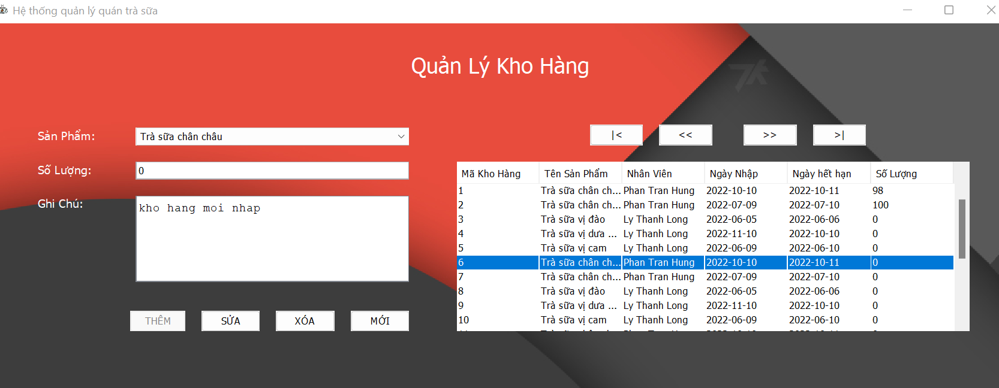 Hệ thống quản lý quán trà sữa
Quản Lý Kho Hàng
Sản Phẩm: Trà sữa chân châu
Số Lượng: 0
Ghi Chú: kho hang moi nhap
THÊM SỬA XÓA MỚI
|< << >> >|
Mã Kho Hàng Tên Sản Phẩm Nhân Viên Ngày Nhập Ngày hết hạn Số Lượng
1 Trà sữa chân ch... Phan Tran Hung 2022-10-10 2022-10-11 98
2 Trà sữa chân ch... Phan Tran Hung 2022-07-09 2022-07-10 100
3 Trà sữa vị đào Ly Thanh Long 2022-06-05 2022-06-06 0
4 Trà sữa vị dưa ... Ly Thanh Long 2022-11-10 2022-10-10 0
5 Trà sữa vị cam Ly Thanh Long 2022-06-09 2022-06-10 0
6 Trà sữa chân ch... Phan Tran Hung 2022-10-10 2022-10-11 0
7 Trà sữa chân ch... Phan Tran Hung 2022-07-09 2022-07-10 0
8 Trà sữa vị đào Ly Thanh Long 2022-06-05 2022-06-06 0
9 Trà sữa vị dưa ... Ly Thanh Long 2022-11-10 2022-10-10 0
10 Trà sữa vị cam Ly Thanh Long 2022-06-09 2022-06-10 0